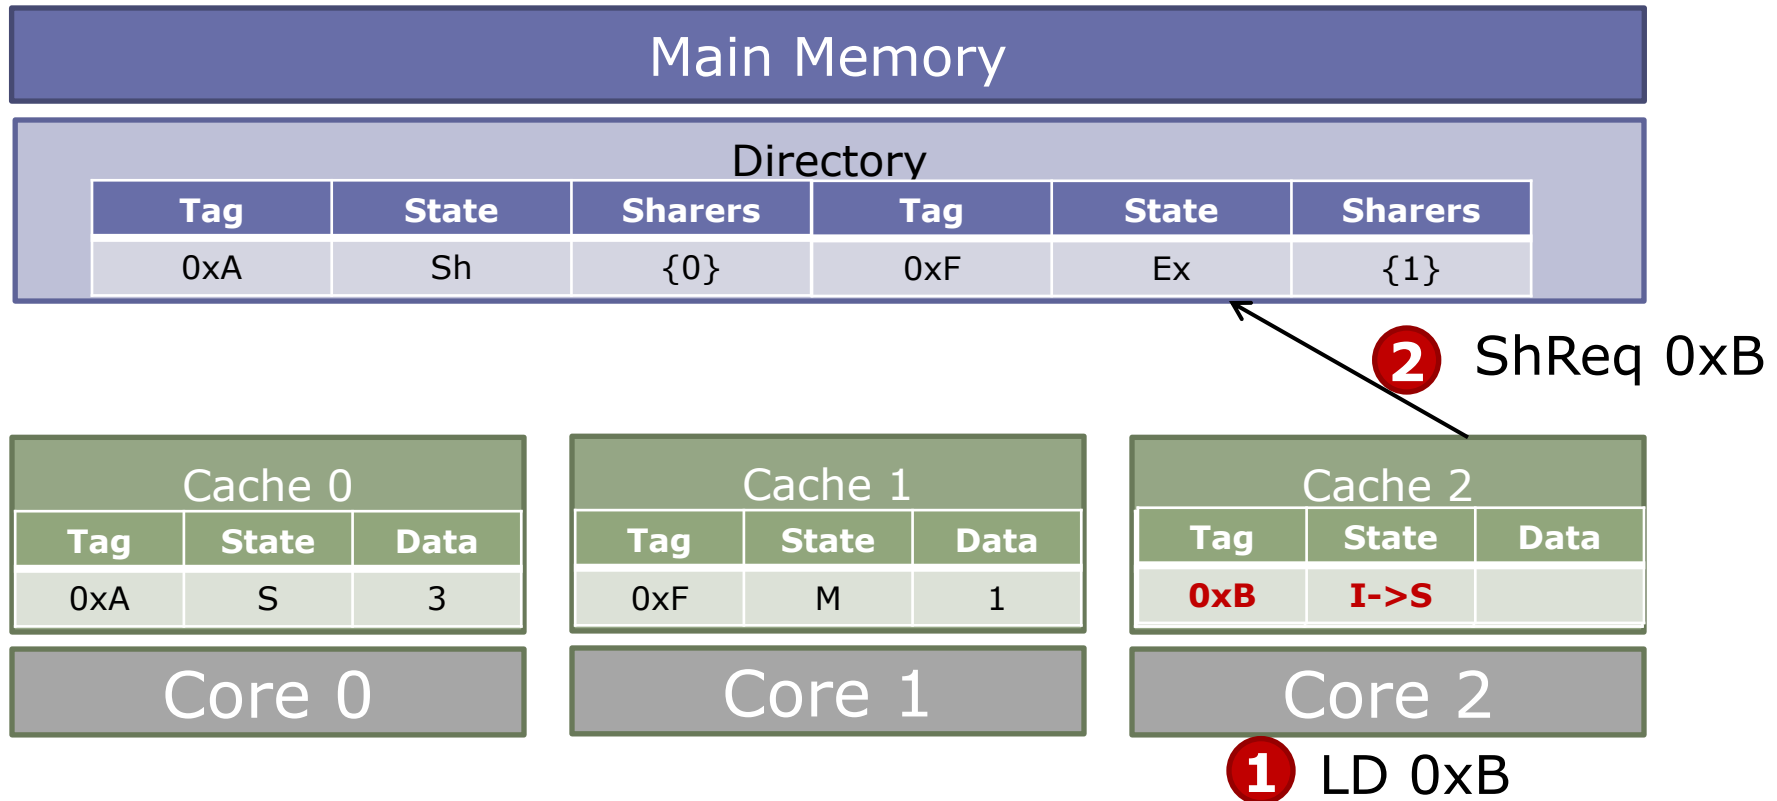 Main Memory
Directory
Tag State Sharers Tag State Sharers
0xA Sh {0} 0xF Ex {1}
2 ShReq 0xB
Cache 0 Cache 1 Cache 2
Tag State Data Tag State Data Tag State Data
0xA S 3 0xF M 1 0xB I->S
Core 0 Core 1 Core 2
1 LD 0xB